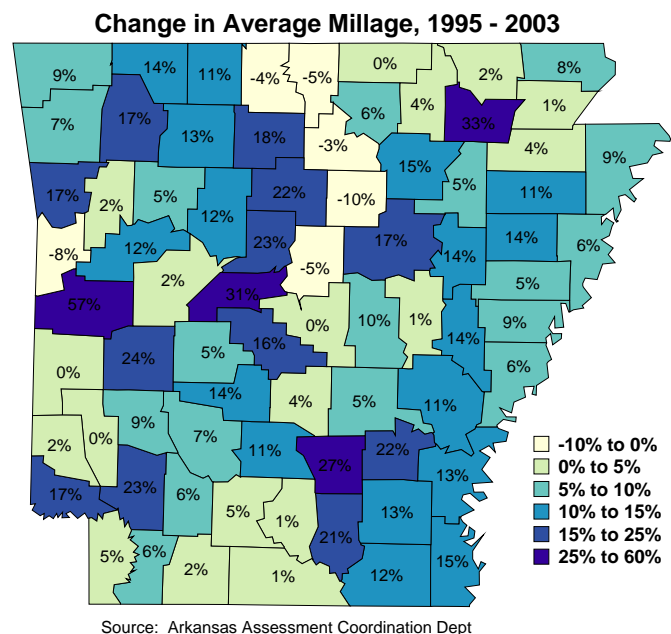 Change in Average Millage, 1995 - 2003
9% 14% 11% -4% -5% 0% 2% 8%
7% 17% 13% 18% -3% 6% 4% 33% 1%
17% 2% 5% 12% 22% -10% 15% 5% 4% 9%
11%
-8% 12% 2% 23% -5% 17% 14% 14% 6%
57% 31% 0% 10% 1% 14% 5%
9%
0% 24% 5% 16% 6%
14% 4% 5% 11%
2% 0% 9% 7% 11% 27% 22% 13%
17% 23% 6% 5% 1% 21% 13%
5% 6% 2% 1% 12% 15%
-10% to 0%
0% to 5%
5% to 10%
10% to 15%
15% to 25%
25% to 60%
Source: Arkansas Assessment Coordination Dept